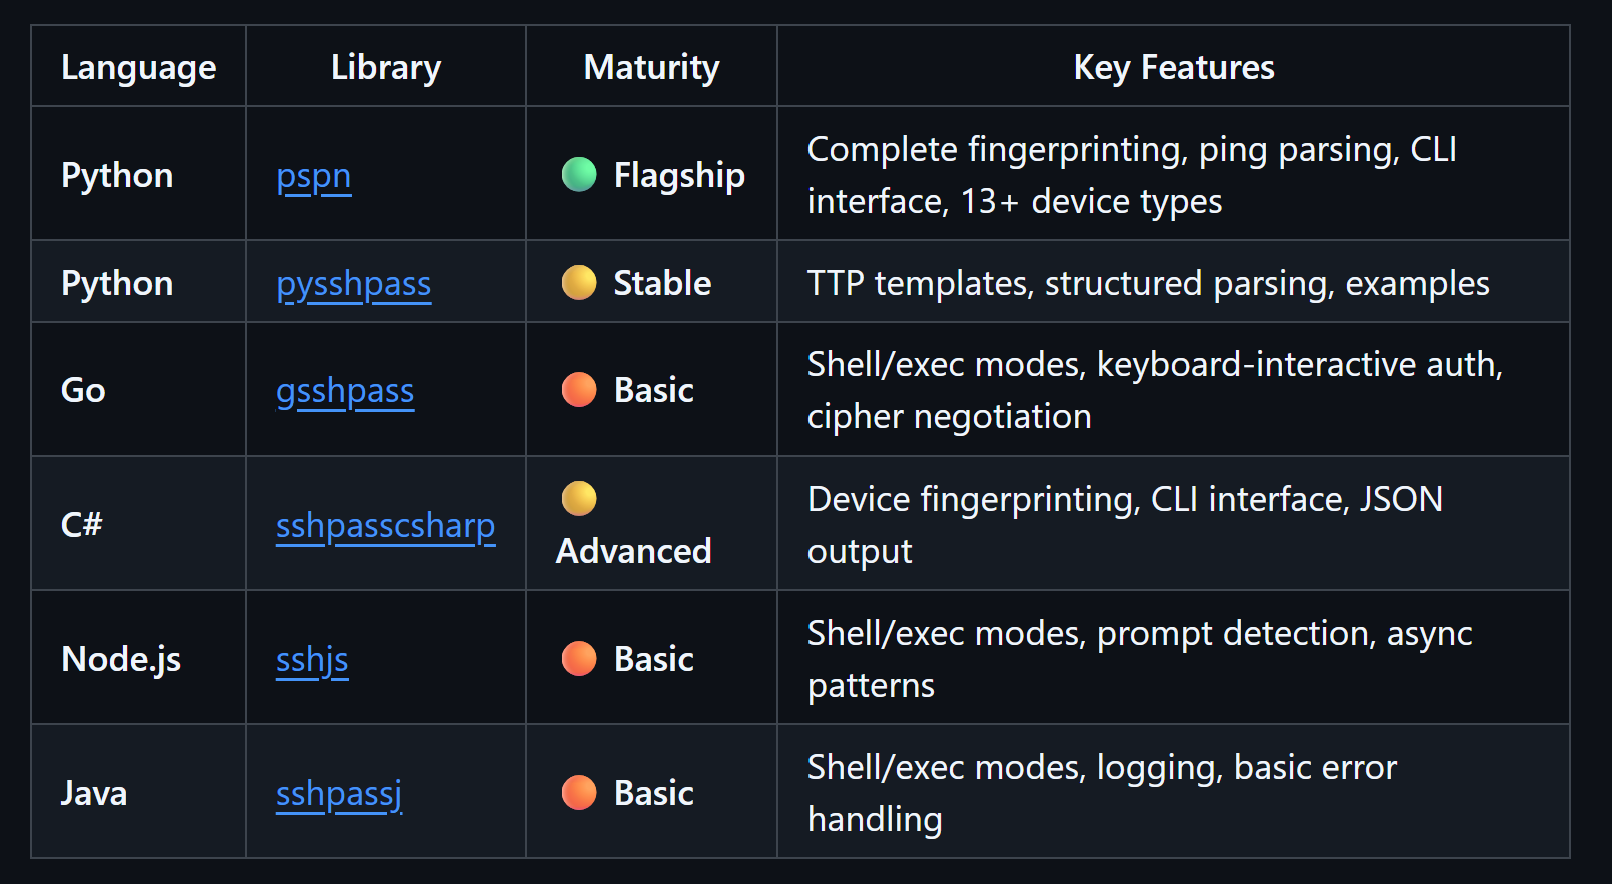 Language Library Maturity Key Features
Python pspn Flagship Complete fingerprinting, ping parsing, CLI
interface, 13+ device types
Python pysshpass Stable TTP templates, structured parsing, examples
Go gsshpass Basic Shell/exec modes, keyboard-interactive auth,
cipher negotiation
C# sshpasscsharp Advanced Device fingerprinting, CLI interface, JSON
output
Node.js sshjs Basic Shell/exec modes, prompt detection, async
patterns
Java sshpassj Basic Shell/exec modes, logging, basic error
handling